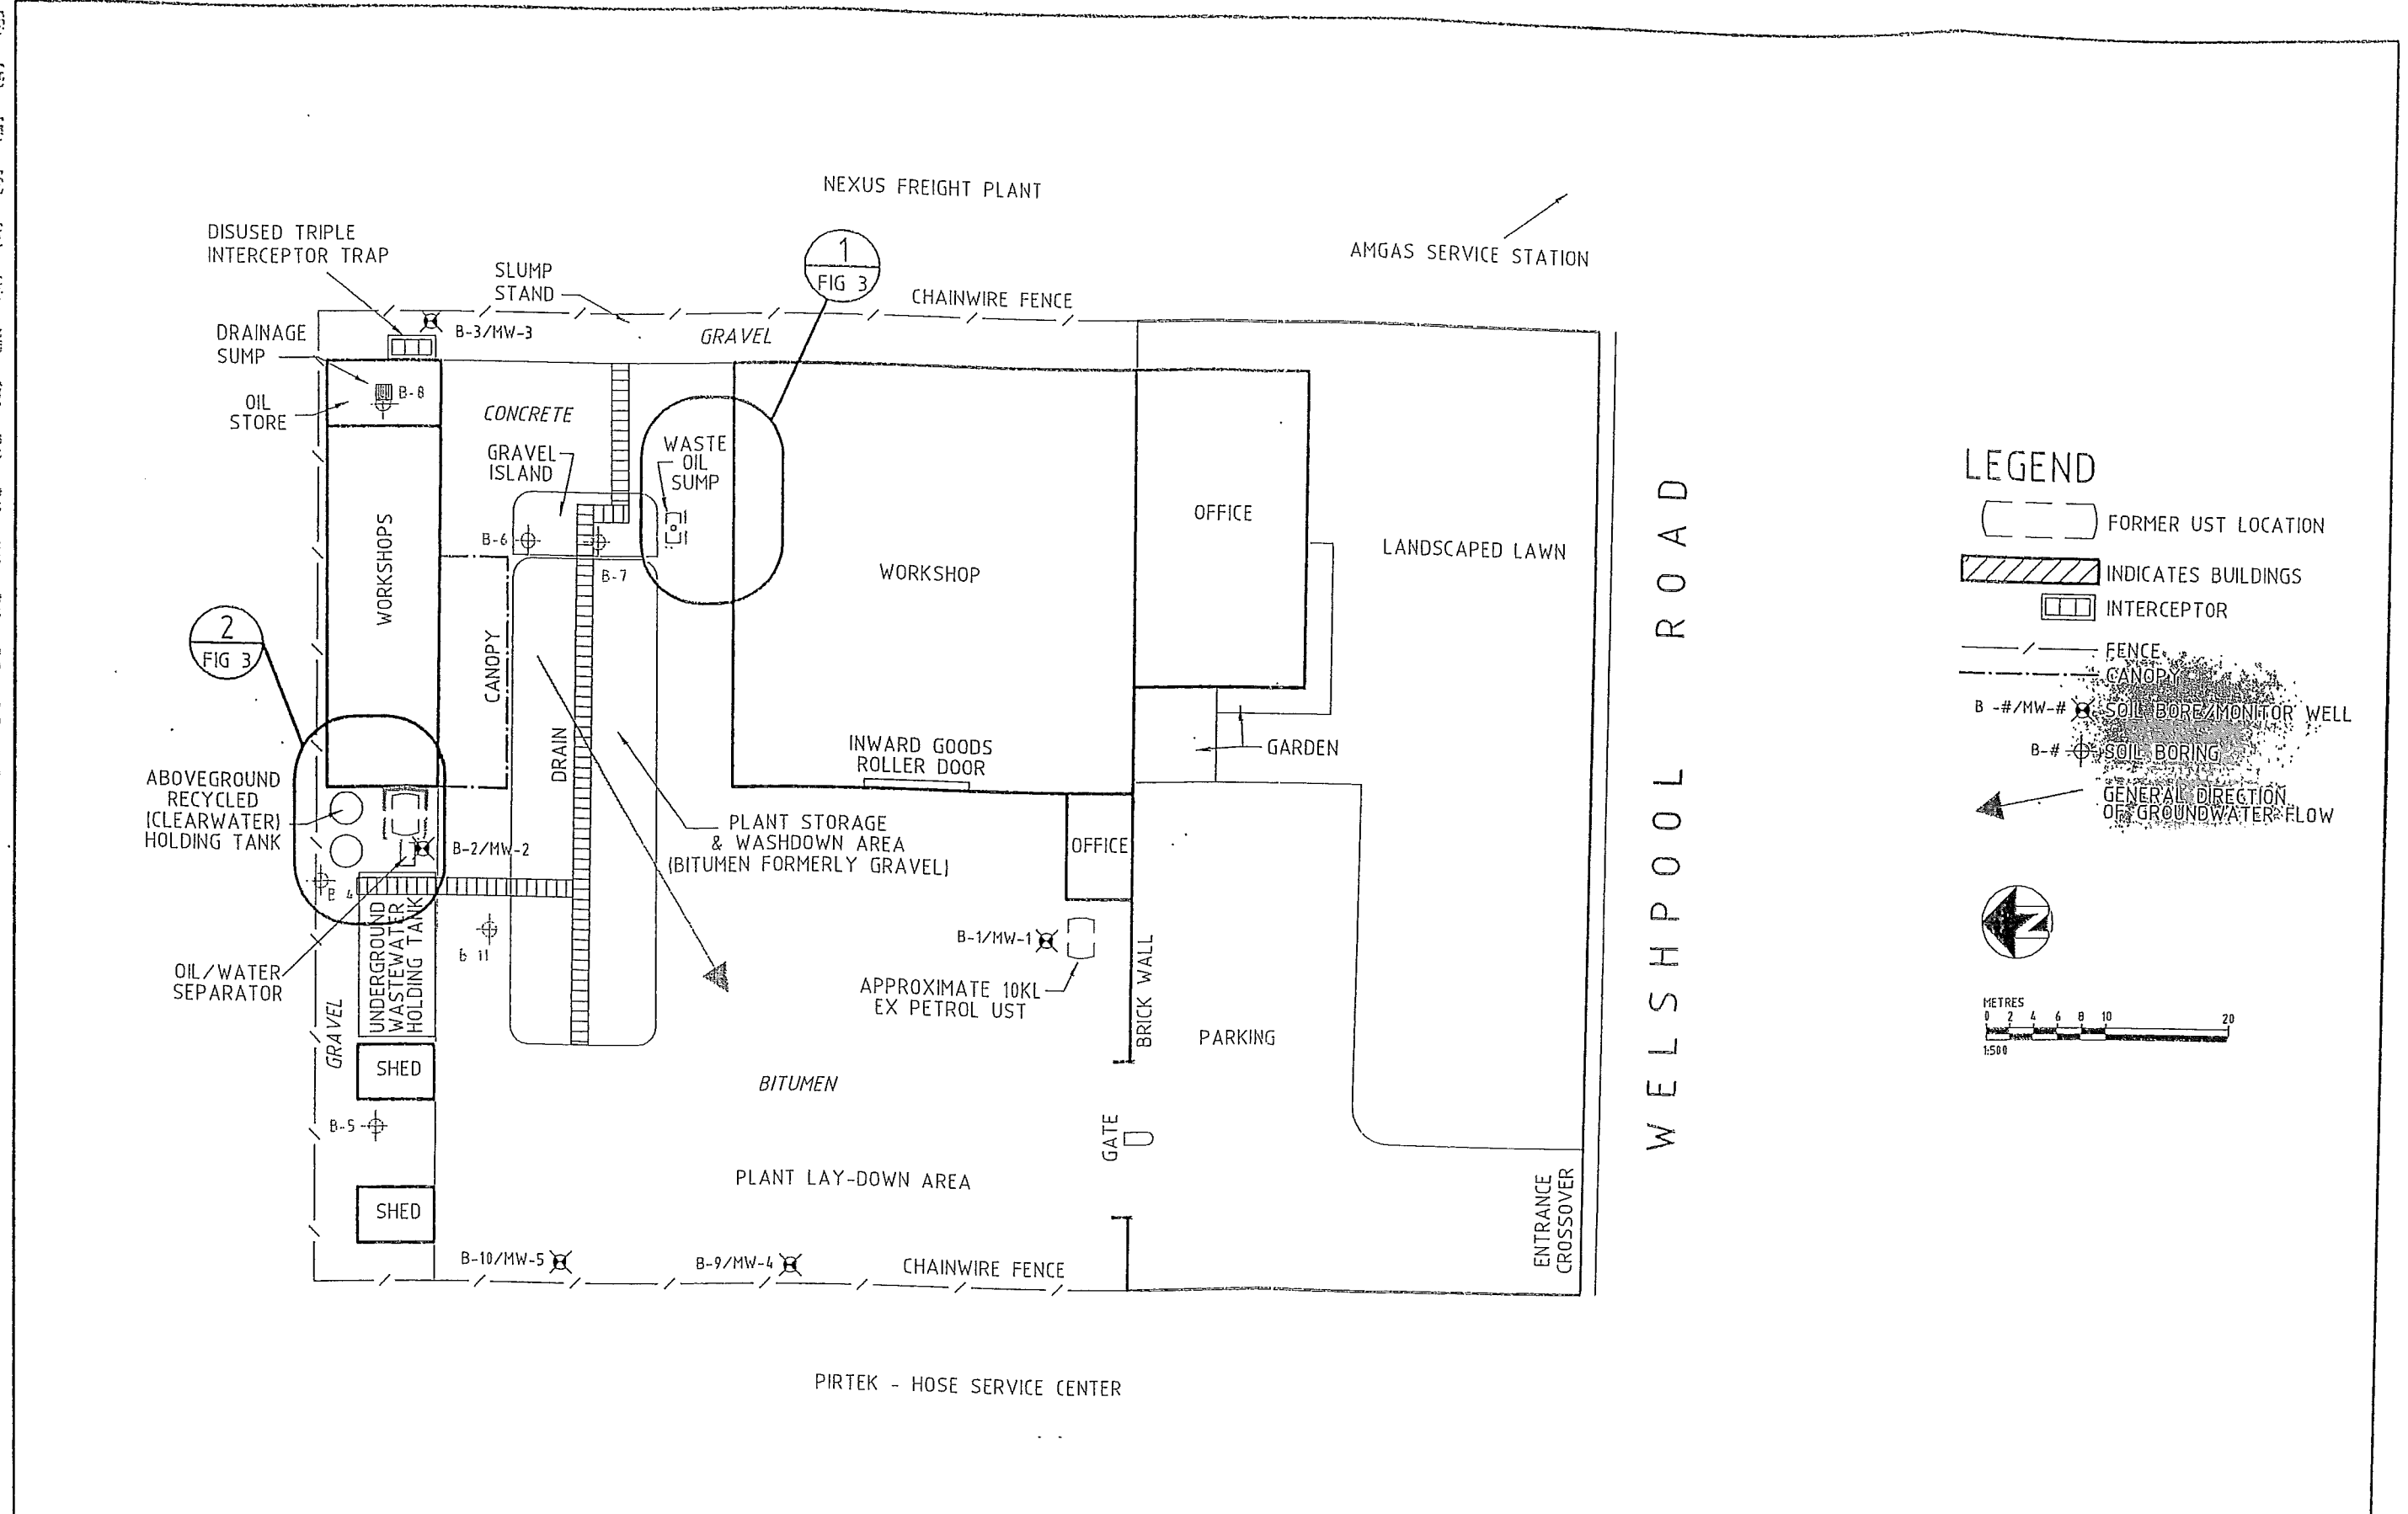 NEXUS FREIGHT PLANT
AMGAS SERVICE STATION
DISUSED TRIPLE
INTERCEPTOR TRAP
SLUMP
STAND
1
FIG 3
CHAINWIRE FENCE
DRAINAGE
SUMP
B-3/MW-3
GRAVEL
OIL
STORE
B-8
CONCRETE
GRAVEL
ISLAND
WASTE
OIL
SUMP
B-6
B-7
WORKSHOPS
CANOPY
WORKSHOP
OFFICE
LANDSCAPED LAWN
2
FIG 3
DRAIN
INWARD GOODS
ROLLER DOOR
GARDEN
ABOVEGROUND
RECYCLED
(CLEARWATER)
HOLDING TANK
B-2/MW-2
PLANT STORAGE
& WASHDOWN AREA
(BITUMEN FORMERLY GRAVEL)
OFFICE
B 4
UNDERGROUND
WASTEWATER
HOLDING TANK
B 11
B-1/MW-1
APPROXIMATE 10KL
EX PETROL UST
BRICK WALL
OIL/WATER
SEPARATOR
GRAVEL
PARKING
SHED
BITUMEN
B-5
GATE
PLANT LAY-DOWN AREA
SHED
ENTRANCE
CROSSOVER
B-10/MW-5
B-9/MW-4
CHAINWIRE FENCE
PIRTEK - HOSE SERVICE CENTER
WELSHPOOL ROAD
LEGEND
FORMER UST LOCATION
INDICATES BUILDINGS
INTERCEPTOR
FENCE
CANOPY
B -#/MW-# SOIL BORE/MONITOR WELL
B-# SOIL BORING
GENERAL DIRECTION
OF GROUNDWATER FLOW
N
METRES
0 2 4 6 8 10 20
1:500